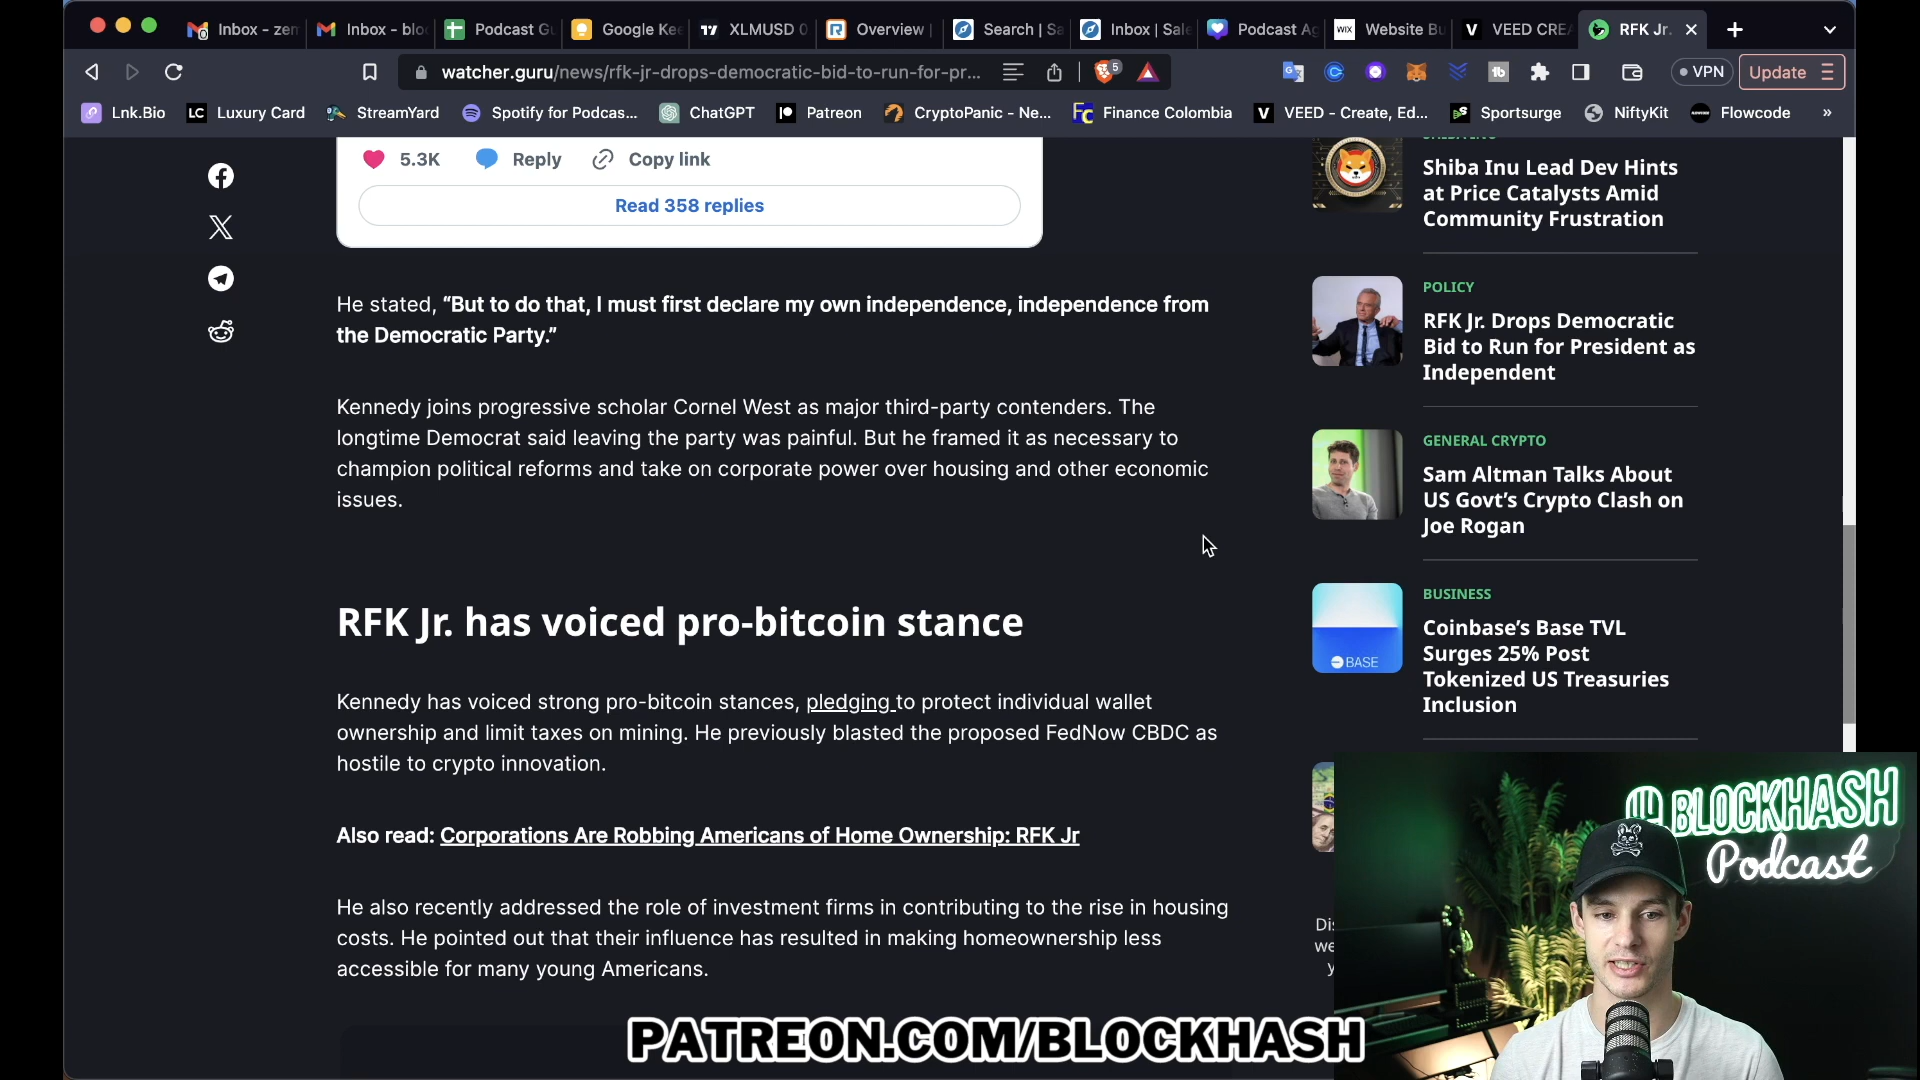 Inbox - zen
Inbox - blo
Podcast Gu
Google Kee
XLMUSD 0
Overview
Search | Sa
Inbox | Sale
Podcast Ag
WIX
Website Bu
V
VEED CREA
RFK Jr.
watcher.guru/news/rfk-jr-drops-democratic-bid-to-run-for-pr...
5
VPN
Update
Lnk.Bio
LC
Luxury Card
StreamYard
Spotify for Podcas...
ChatGPT
Patreon
CryptoPanic - Ne...
Finance Colombia
V
VEED - Create, Ed...
Sportsurge
NiftyKit
Flowcode
»
5.3K
Reply
Copy link
Read 358 replies
He stated, “But to do that, I must first declare my own independence, independence from
the Democratic Party.”
Kennedy joins progressive scholar Cornel West as major third-party contenders. The
longtime Democrat said leaving the party was painful. But he framed it as necessary to
champion political reforms and take on corporate power over housing and other economic
issues.
RFK Jr. has voiced pro-bitcoin stance
Kennedy has voiced strong pro-bitcoin stances, pledging to protect individual wallet
ownership and limit taxes on mining. He previously blasted the proposed FedNow CBDC as
hostile to crypto innovation.
Also read: Corporations Are Robbing Americans of Home Ownership: RFK Jr
He also recently addressed the role of investment firms in contributing to the rise in housing
costs. He pointed out that their influence has resulted in making homeownership less
accessible for many young Americans.
Shiba Inu Lead Dev Hints
at Price Catalysts Amid
Community Frustration
POLICY
RFK Jr. Drops Democratic
Bid to Run for President as
Independent
GENERAL CRYPTO
Sam Altman Talks About
US Govt’s Crypto Clash on
Joe Rogan
BASE
BUSINESS
Coinbase’s Base TVL
Surges 25% Post
Tokenized US Treasuries
Inclusion
BLOCKHASH
Podcast
PATREON.COM/BLOCKHASH